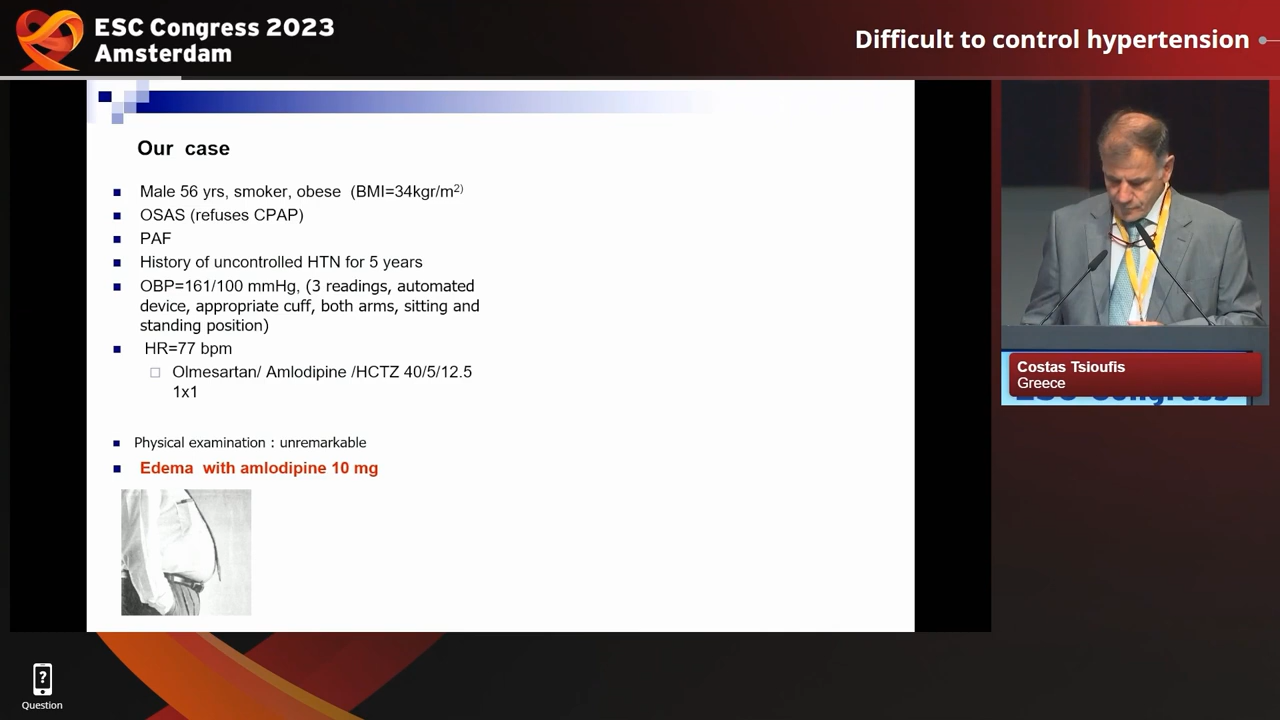 ESC Congress 2023
Amsterdam
Difficult to control hypertension
Our case
Male 56 yrs, smoker, obese (BMI=34kgr/m²⁾
OSAS (refuses CPAP)
PAF
History of uncontrolled HTN for 5 years
OBP=161/100 mmHg, (3 readings, automated
device, appropriate cuff, both arms, sitting and
standing position)
HR=77 bpm
Olmesartan/ Amlodipine /HCTZ 40/5/12.5
1x1
Physical examination : unremarkable
Edema with amlodipine 10 mg
Costas Tsioufis
Greece
ESC Congress
?
Question